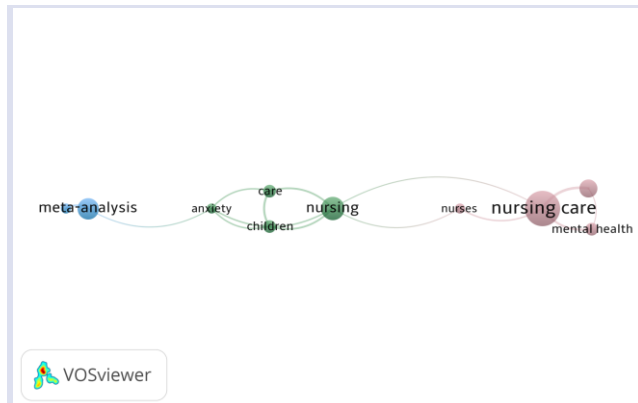 meta-analysis
anxiety
care
children
nursing
nurses
nursing care
mental health
VOSviewer